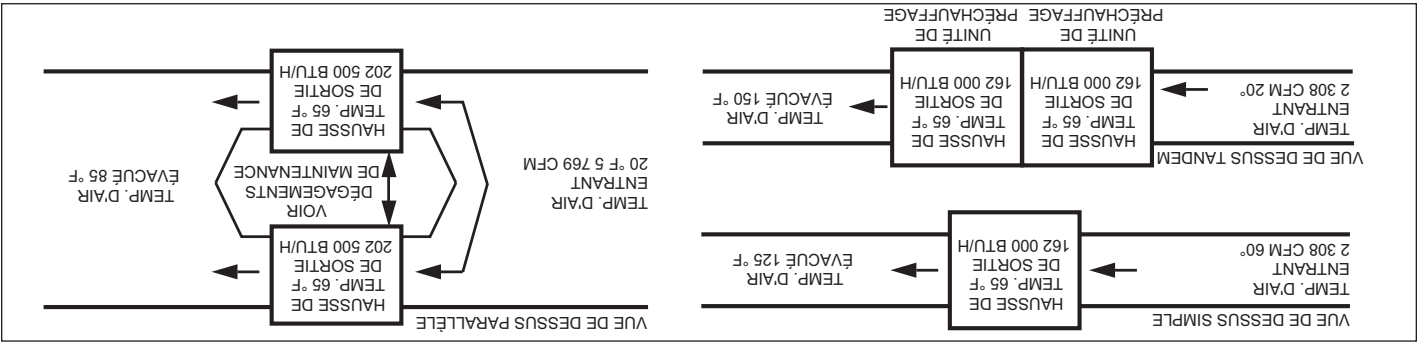 VUE DE DESSUS SIMPLE
TEMP. D'AIR
ENTRANT
2 308 CFM 60°
HAUSSE DE
TEMP. 65 °F
DE SORTIE
162 000 BTU/H
TEMP. D'AIR
ÉVACUÉ 125 °F
VUE DE DESSUS TANDEM
TEMP. D'AIR
ENTRANT
2 308 CFM 20°
HAUSSE DE
TEMP. 65 °F
DE SORTIE
162 000 BTU/H
HAUSSE DE
TEMP. 65 °F
DE SORTIE
162 000 BTU/H
TEMP. D'AIR
ÉVACUÉ 150 °F
UNITÉ DE
PRÉCHAUFFAGE
UNITÉ DE
PRÉCHAUFFAGE
VUE DE DESSUS PARALLÈLE
HAUSSE DE
TEMP. 65 °F
DE SORTIE
202 500 BTU/H
TEMP. D'AIR
ENTRANT
20 °F 5 769 CFM
VOIR
DÉGAGEMENTS
DE MAINTENANCE
TEMP. D'AIR
ÉVACUÉ 85 °F
HAUSSE DE
TEMP. 65 °F
DE SORTIE
202 500 BTU/H